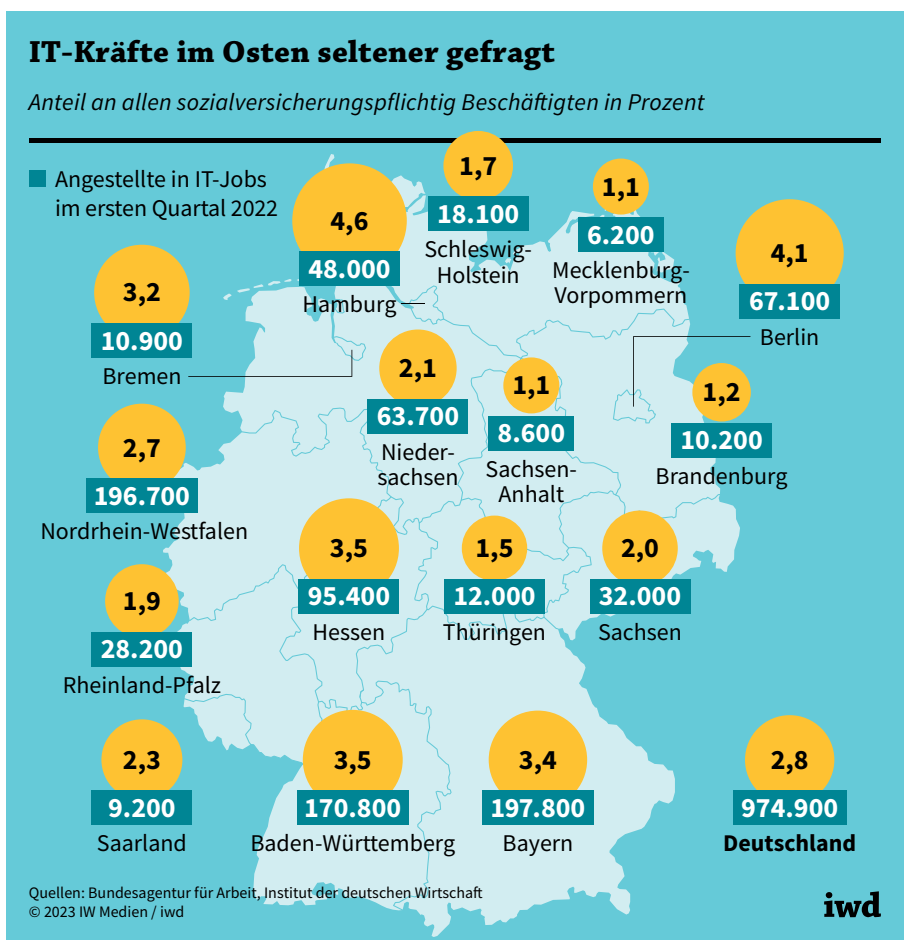 IT-Kräfte im Osten seltener gefragt
Anteil an allen sozialversicherungspflichtig Beschäftigten in Prozent
Angestellte in IT-Jobs
im ersten Quartal 2022
4,6
48.000
Hamburg
1,7
18.100
Schleswig-
Holstein
1,1
6.200
Mecklenburg-
Vorpommern
4,1
67.100
Berlin
3,2
10.900
Bremen
2,1
63.700
Nieder-
sachsen
1,1
8.600
Sachsen-
Anhalt
1,2
10.200
Brandenburg
2,7
196.700
Nordrhein-Westfalen
3,5
95.400
Hessen
1,5
12.000
Thüringen
2,0
32.000
Sachsen
1,9
28.200
Rheinland-Pfalz
2,3
9.200
Saarland
3,5
170.800
Baden-Württemberg
3,4
197.800
Bayern
2,8
974.900
Deutschland
Quellen: Bundesagentur für Arbeit, Institut der deutschen Wirtschaft
© 2023 IW Medien / iwd
iwd